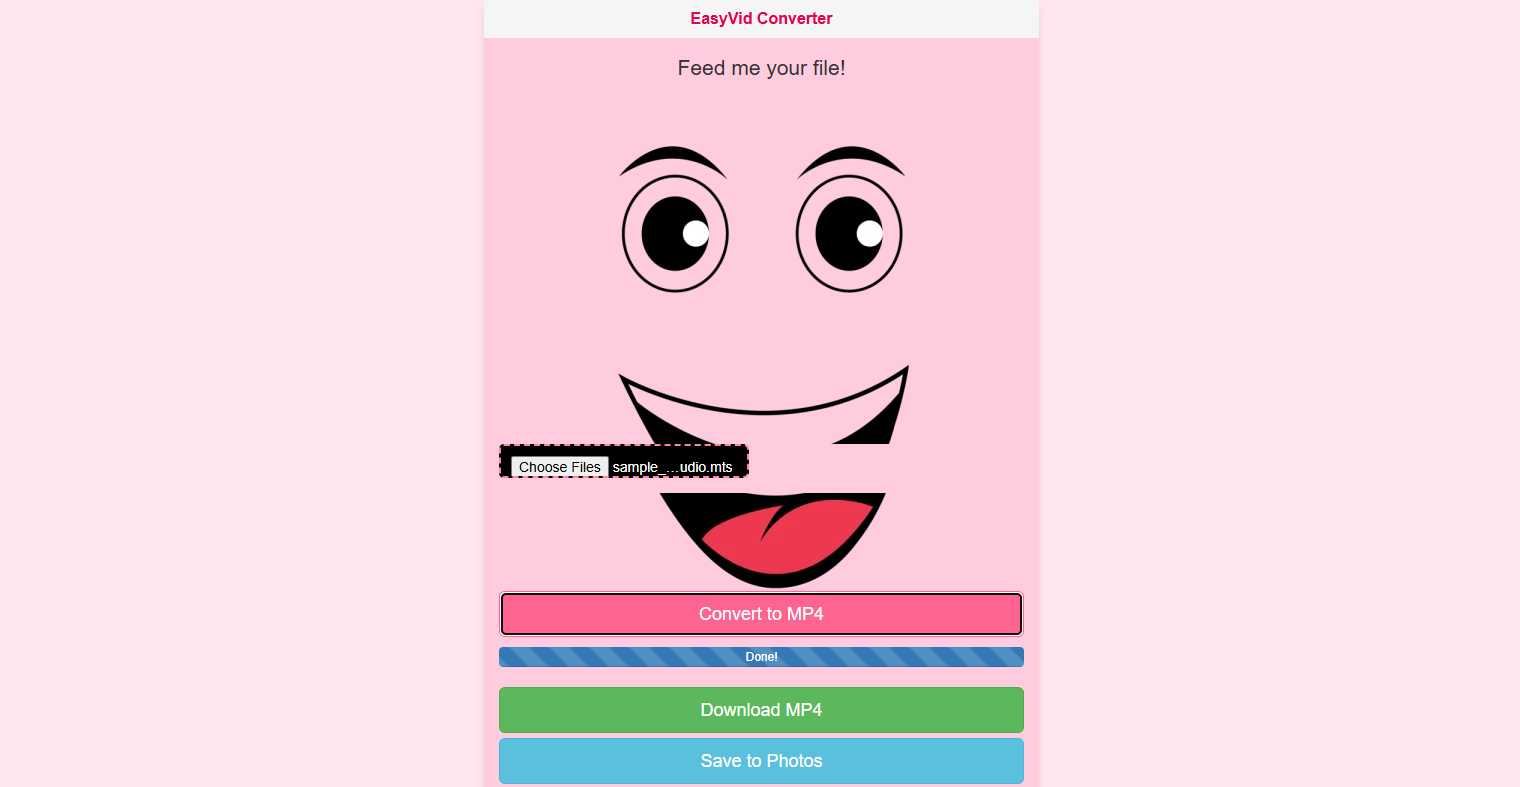 EasyVid Converter
Feed me your file!
Choose Files sample_...udio.mts
Convert to MP4
Done!
Download MP4
Save to Photos